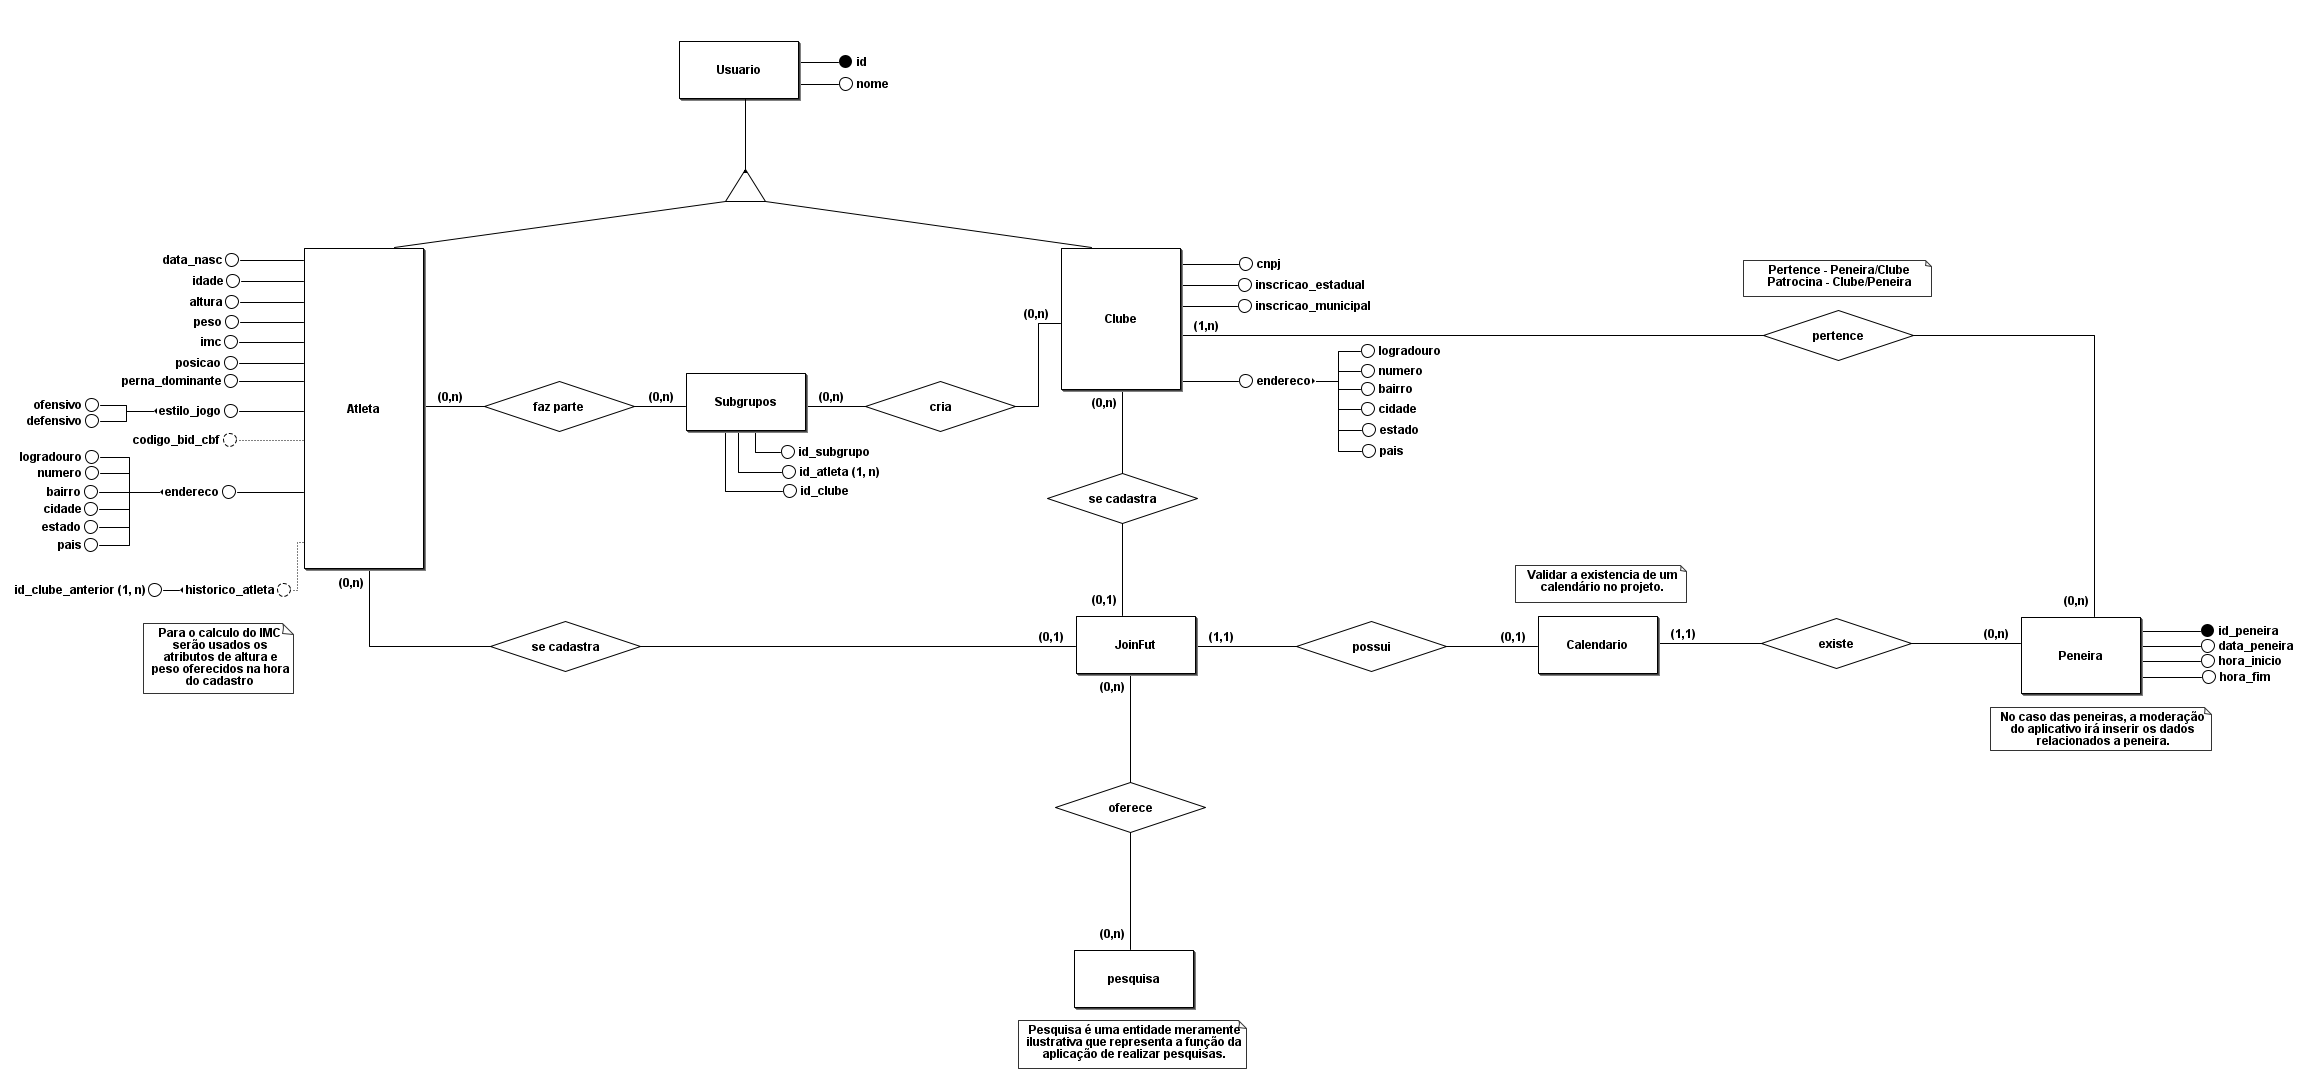 Usuario
id
nome
data_nasc
idade
altura
peso
imc
posicao
perna_dominante
estilo_jogo
ofensivo
defensivo
codigo_bid_cbf
endereco
logradouro
numero
bairro
cidade
estado
pais
historico_atleta
id_clube_anterior (1, n)
Atleta
Para o calculo do IMC
serão usados os
atributos de altura e
peso oferecidos na hora
do cadastro
(0,n)
faz parte
(0,n)
Subgrupos
id_subgrupo
id_atleta (1, n)
id_clube
(0,n)
cria
(0,n)
Clube
cnpj
inscricao_estadual
inscricao_municipal
endereco
logradouro
numero
bairro
cidade
estado
pais
(1,n)
pertence
Pertence - Peneira/Clube
Patrocina - Clube/Peneira
(0,n)
(0,n)
se cadastra
(0,1)
(0,n)
se cadastra
(0,1)
JoinFut
(1,1)
possui
(0,1)
Validar a existencia de um
calendário no projeto.
Calendario
(1,1)
existe
(0,n)
Peneira
id_peneira
data_peneira
hora_inicio
hora_fim
No caso das peneiras, a moderação
do aplicativo irá inserir os dados
relacionados a peneira.
(0,n)
oferece
(0,n)
pesquisa
Pesquisa é uma entidade meramente
ilustrativa que representa a função da
aplicação de realizar pesquisas.